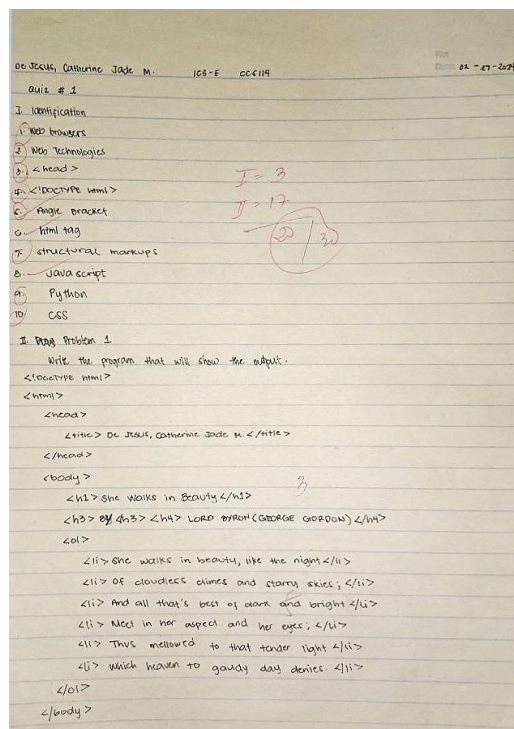 De Jesus, Catherine Jade M. ICS-E CCS114 02-27-2024
Quiz # 1
I. Identification
1. Web browsers
2. Web Technologies
3. <head>
4. <!DOCTYPE html>
5. Angle Bracket
6. html tag
7. structural markups
8. Javascript
9. Python
10. CSS
I = 3
II = 17
20 / 30
II. Problem 1
Write the program that will show the output.
<!DOCTYPE html>
<html>
<head>
<title> De Jesus, Catherine Jade M. </title>
</head>
<body>
3
<h1> She Walks in Beauty </h1>
<h3> BY <h3> <h4> LORD BYRON (GEORGE GORDON) </h4>
<ol>
<li> She walks in beauty, like the night </li>
<li> Of cloudless climes and starry skies; </li>
<li> And all that's best of dark and bright </li>
<li> Meet in her aspect and her eyes; </li>
<li> Thus mellowed to that tender light </li>
<li> Which heaven to gaudy day denies. </li>
</ol>
</body>